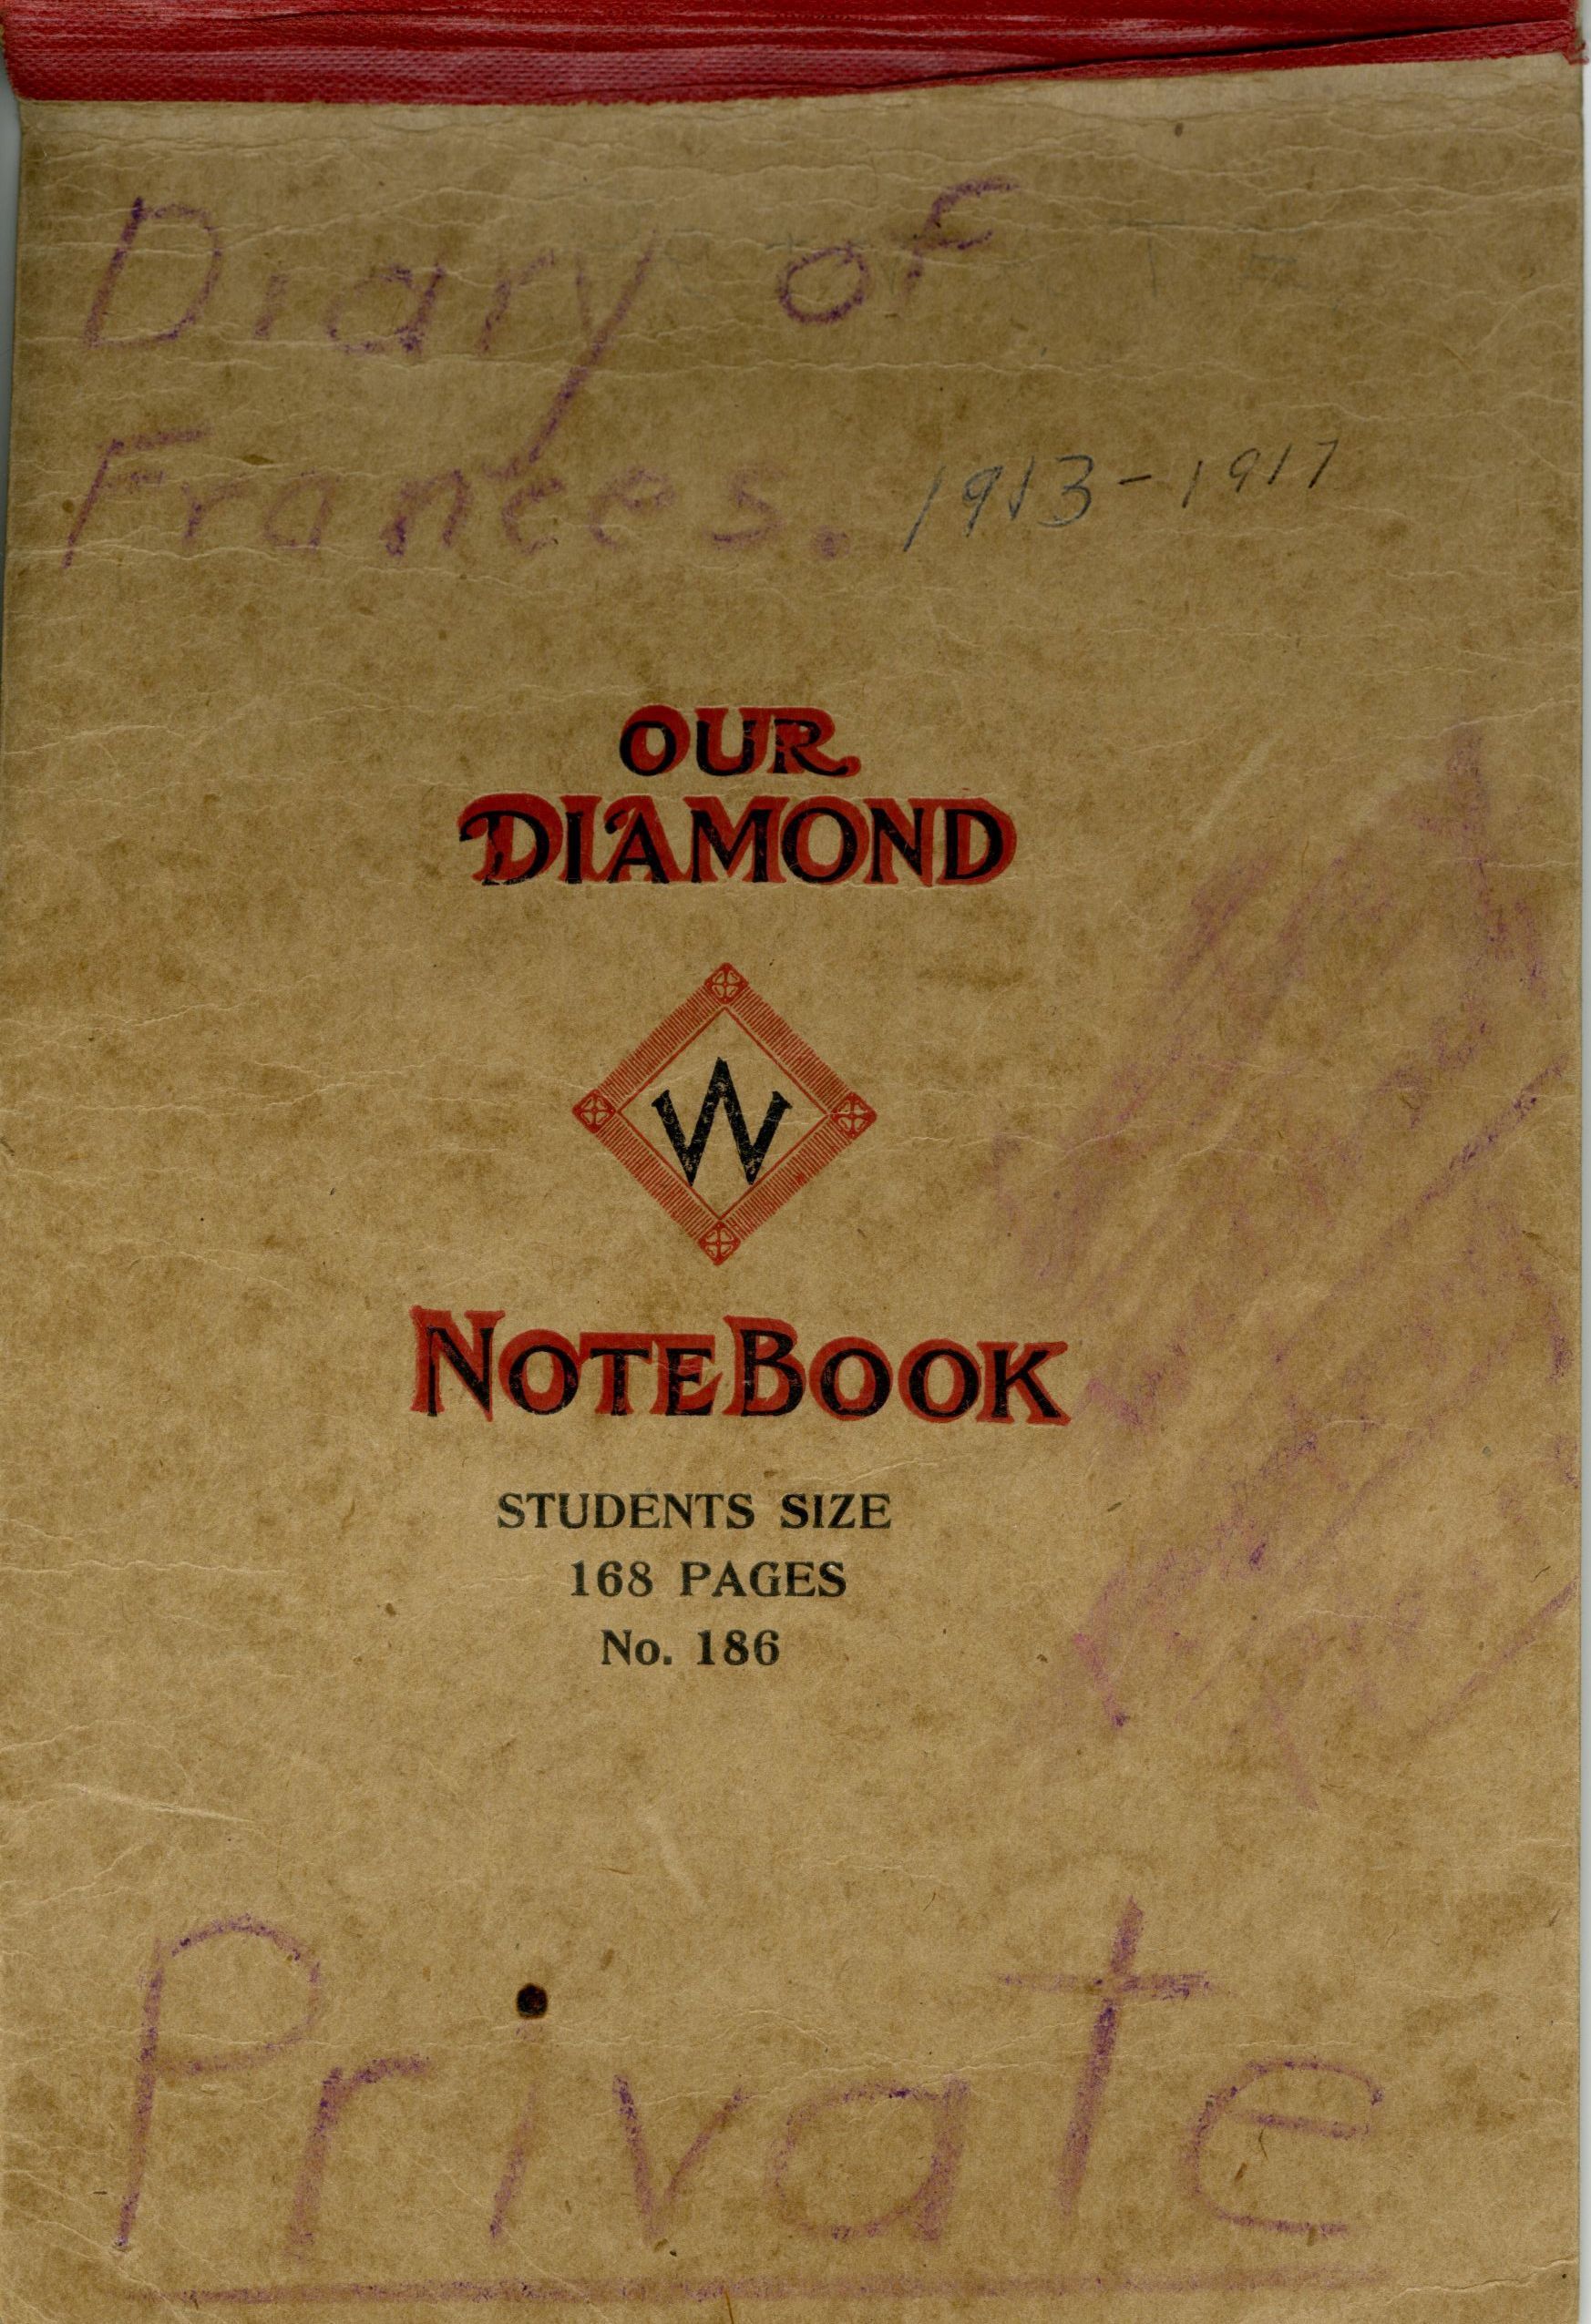 Diary of
Frances. 1913-1917
OUR
DIAMOND
W
NOTEBOOK
STUDENTS SIZE
168 PAGES
No. 186
Private